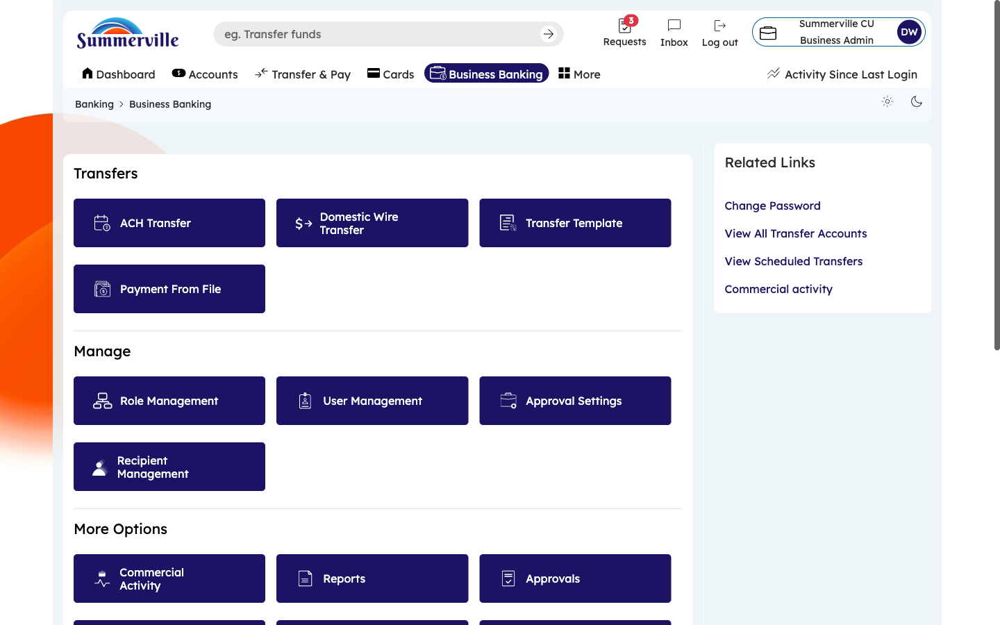 Summerville
eg. Transfer funds
3
Requests
Inbox
Log out
Summerville CU
Business Admin
DW
Dashboard
Accounts
Transfer & Pay
Cards
Business Banking
More
Activity Since Last Login
Banking > Business Banking
Transfers
ACH Transfer
Domestic Wire
Transfer
Transfer Template
Payment From File
Manage
Role Management
User Management
Approval Settings
Recipient
Management
More Options
Commercial
Activity
Reports
Approvals
Related Links
Change Password
View All Transfer Accounts
View Scheduled Transfers
Commercial activity